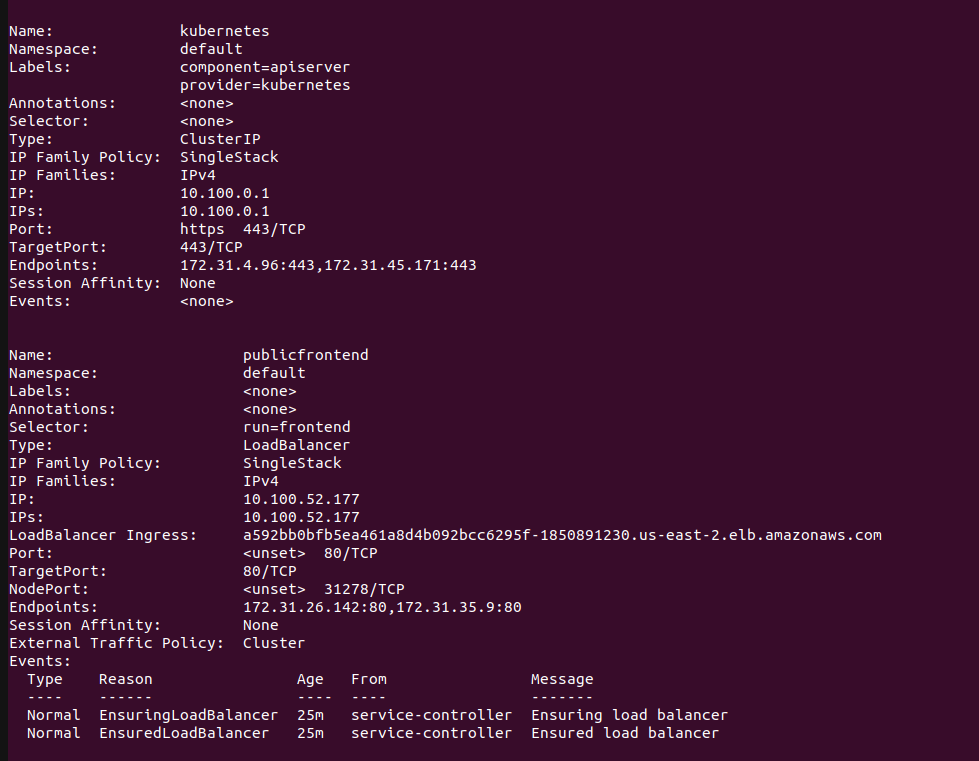 Name:              kubernetes
Namespace:         default
Labels:            component=apiserver
                   provider=kubernetes
Annotations:       <none>
Selector:          <none>
Type:              ClusterIP
IP Family Policy:  SingleStack
IP Families:       IPv4
IP:                10.100.0.1
IPs:               10.100.0.1
Port:              https  443/TCP
TargetPort:        443/TCP
Endpoints:         172.31.4.96:443,172.31.45.171:443
Session Affinity:  None
Events:            <none>
Name:                     publicfrontend
Namespace:                default
Labels:                   <none>
Annotations:              <none>
Selector:                 run=frontend
Type:                     LoadBalancer
IP Family Policy:         SingleStack
IP Families:              IPv4
IP:                       10.100.52.177
IPs:                      10.100.52.177
LoadBalancer Ingress:     a592bb0bfb5ea461a8d4b092bcc6295f-1850891230.us-east-2.elb.amazonaws.com
Port:                     <unset>  80/TCP
TargetPort:               80/TCP
NodePort:                 <unset>  31278/TCP
Endpoints:                172.31.26.142:80,172.31.35.9:80
Session Affinity:         None
External Traffic Policy:  Cluster
Events:
  Type    Reason                Age   From                Message
  ----    ------                ----  ----                -------
  Normal  EnsuringLoadBalancer  25m   service-controller  Ensuring load balancer
  Normal  EnsuredLoadBalancer   25m   service-controller  Ensured load balancer